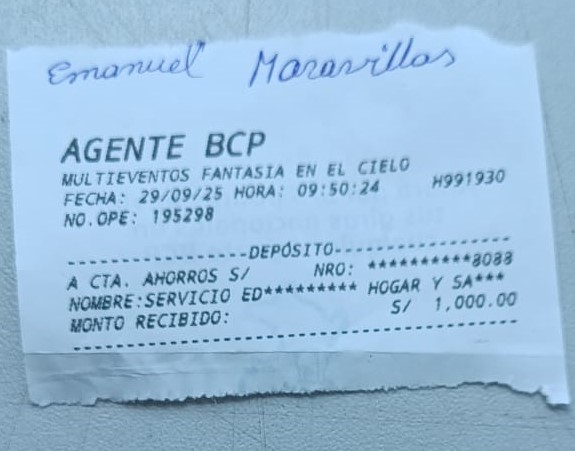 Emanuel Maravillas
AGENTE BCP
MULTIEVENTOS FANTASIA EN EL CIELO
FECHA: 29/09/25 HORA: 09:50:24 H991930
NO.OPE: 195298
------------------DEPÓSITO------------------
A CTA. AHORROS S/ NRO: **********8088
NOMBRE:SERVICIO ED********* HOGAR Y SA***
MONTO RECIBIDO: S/ 1,000.00
--------------------------------------------